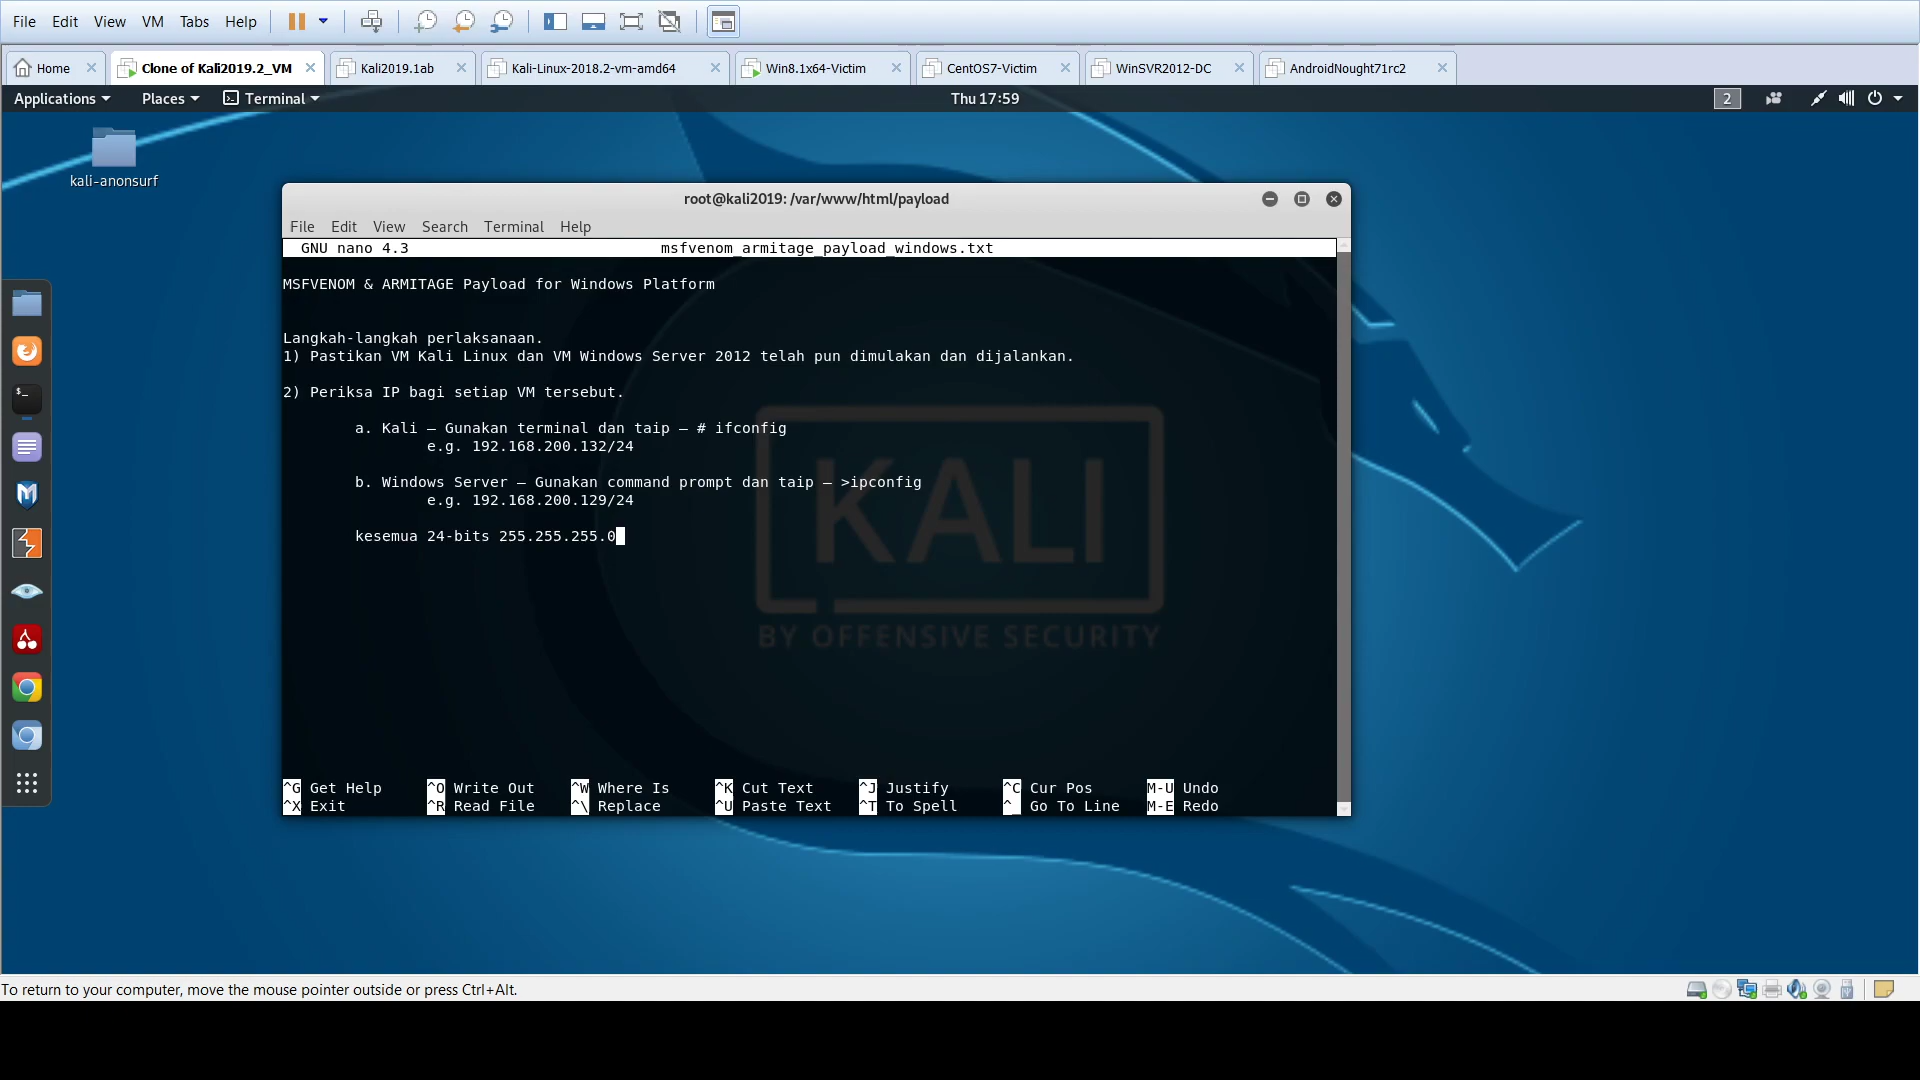 File Edit View VM Tabs Help
Home Clone of Kali2019.2_VM Kali2019.1ab Kali-Linux-2018.2-vm-amd64 Win8.1x64-Victim CentOS7-Victim WinSVR2012-DC AndroidNought71rc2
Applications Places Terminal Thu 17:59 2
kali-anonsurf
root@kali2019: /var/www/html/payload
File Edit View Search Terminal Help
GNU nano 4.3 msfvenom_armitage_payload_windows.txt
MSFVENOM & ARMITAGE Payload for Windows Platform
Langkah-langkah perlaksanaan.
1) Pastikan VM Kali Linux dan VM Windows Server 2012 telah pun dimulakan dan dijalankan.
2) Periksa IP bagi setiap VM tersebut.
a. Kali – Gunakan terminal dan taip – # ifconfig
e.g. 192.168.200.132/24
b. Windows Server – Gunakan command prompt dan taip – >ipconfig
e.g. 192.168.200.129/24
kesemua 24-bits 255.255.255.0
KALI
BY OFFENSIVE SECURITY
^G Get Help ^O Write Out ^W Where Is ^K Cut Text ^J Justify ^C Cur Pos M-U Undo
^X Exit ^R Read File ^\ Replace ^U Paste Text ^T To Spell ^_ Go To Line M-E Redo
To return to your computer, move the mouse pointer outside or press Ctrl+Alt.